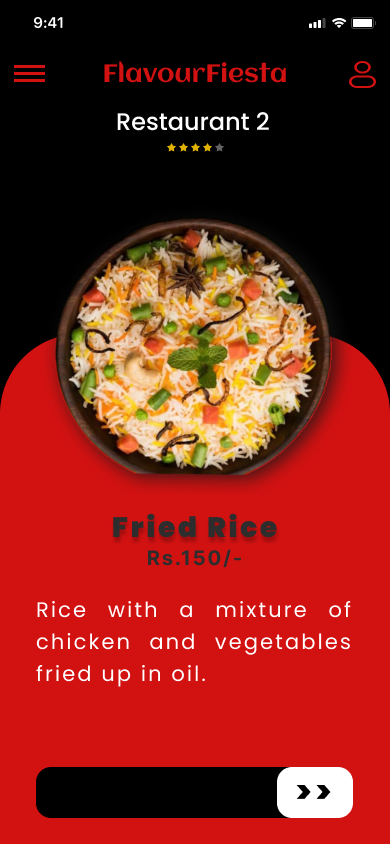 9:41
FlavourFiesta
Restaurant 2
Fried Rice
Rs.150/-
Rice with a mixture of
chicken and vegetables
fried up in oil.